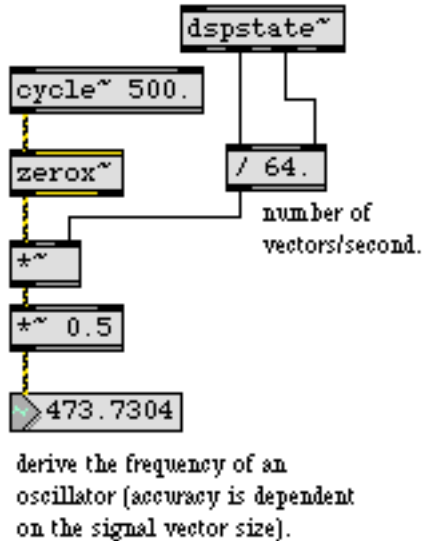 dspstate~
cycle~ 500.
zerox~
/ 64.
number of
vectors/second.
*~
*~ 0.5
473.7304
derive the frequency of an
oscillator (accuracy is dependent
on the signal vector size).